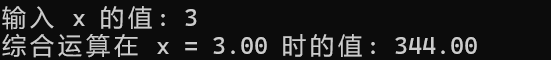 输入 x 的值: 3
综合运算在 x = 3.00 时的值: 344.00